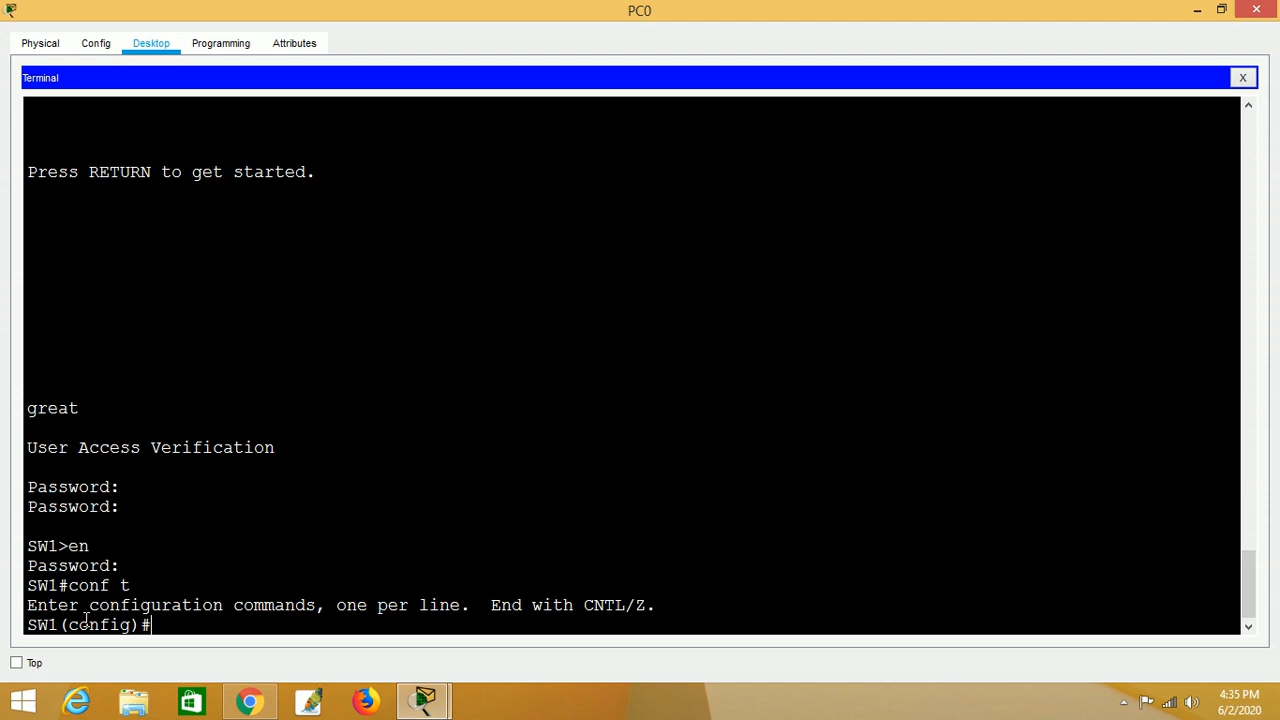 PC0
Physical Config Desktop Programming Attributes
Terminal X
Press RETURN to get started.
great
User Access Verification
Password:
Password:
SW1>en
Password:
SW1#conf t
Enter configuration commands, one per line.  End with CNTL/Z.
SW1(config)#
Top
4:35 PM
6/2/2020